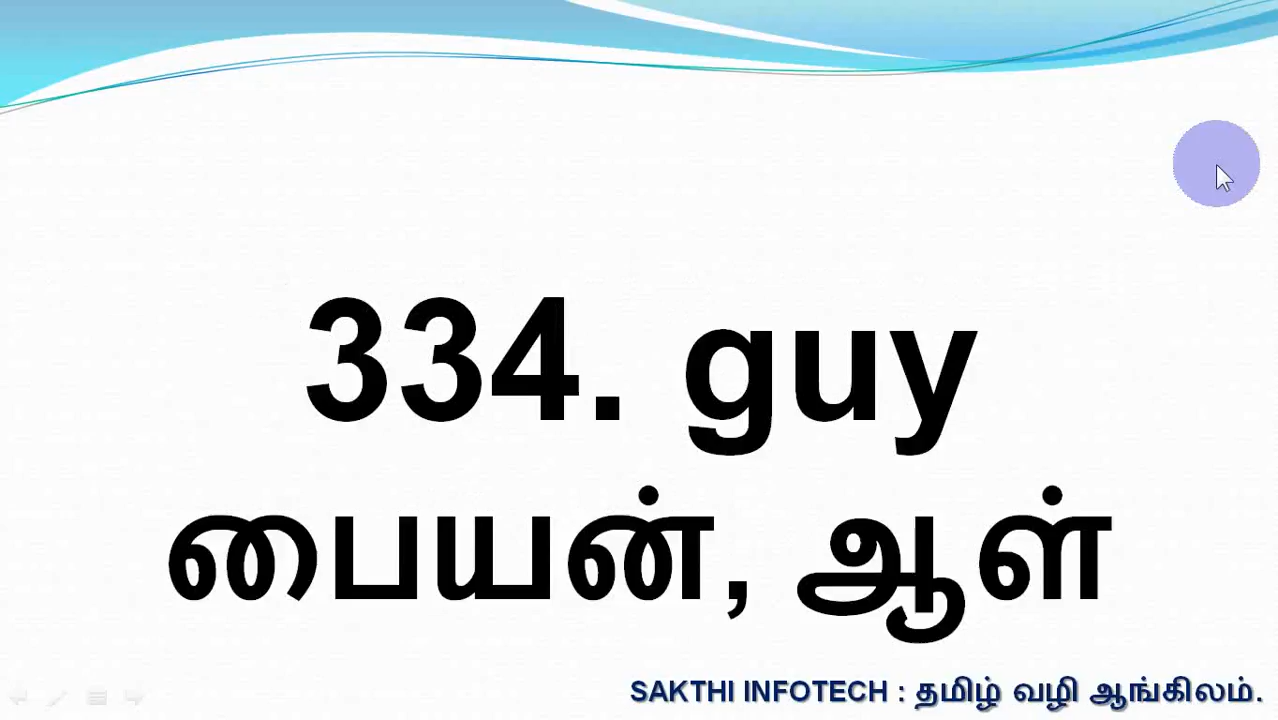 334. guy
பையன், ஆள்
SAKTHI INFOTECH : தமிழ் வழி ஆங்கிலம்.